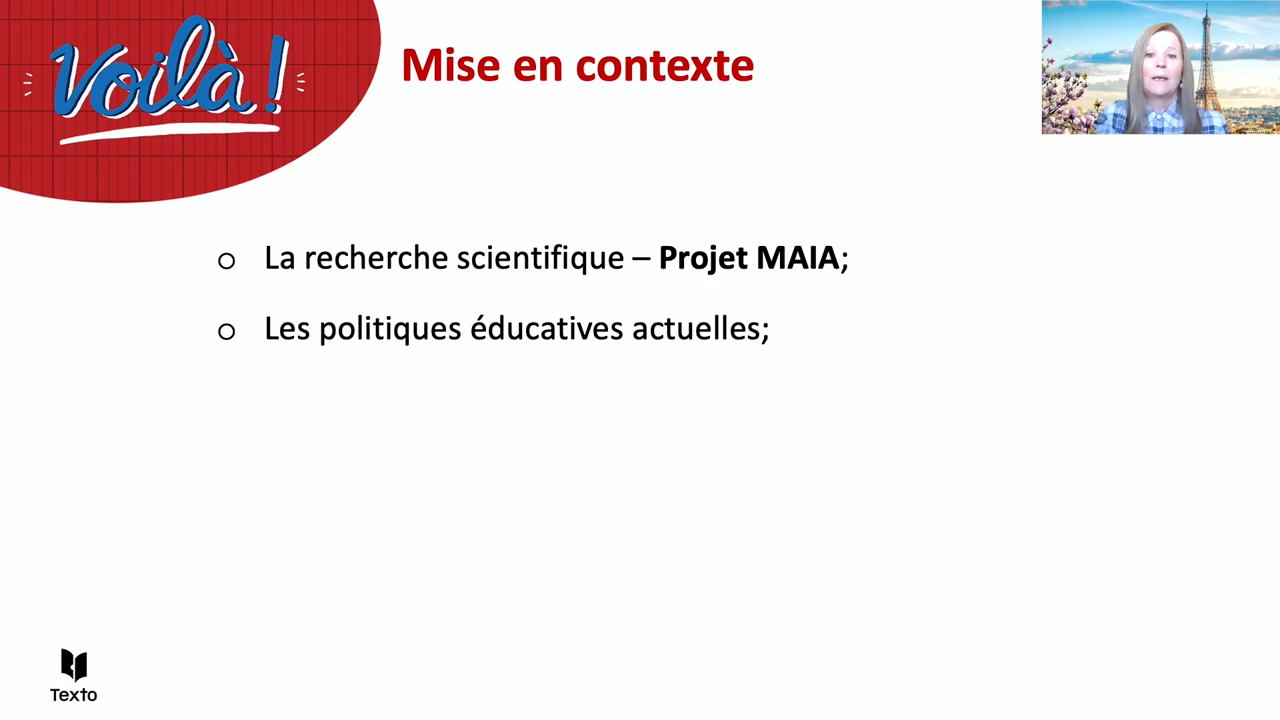 Voilà !
Mise en contexte
o La recherche scientifique – Projet MAIA;
o Les politiques éducatives actuelles;
Texto